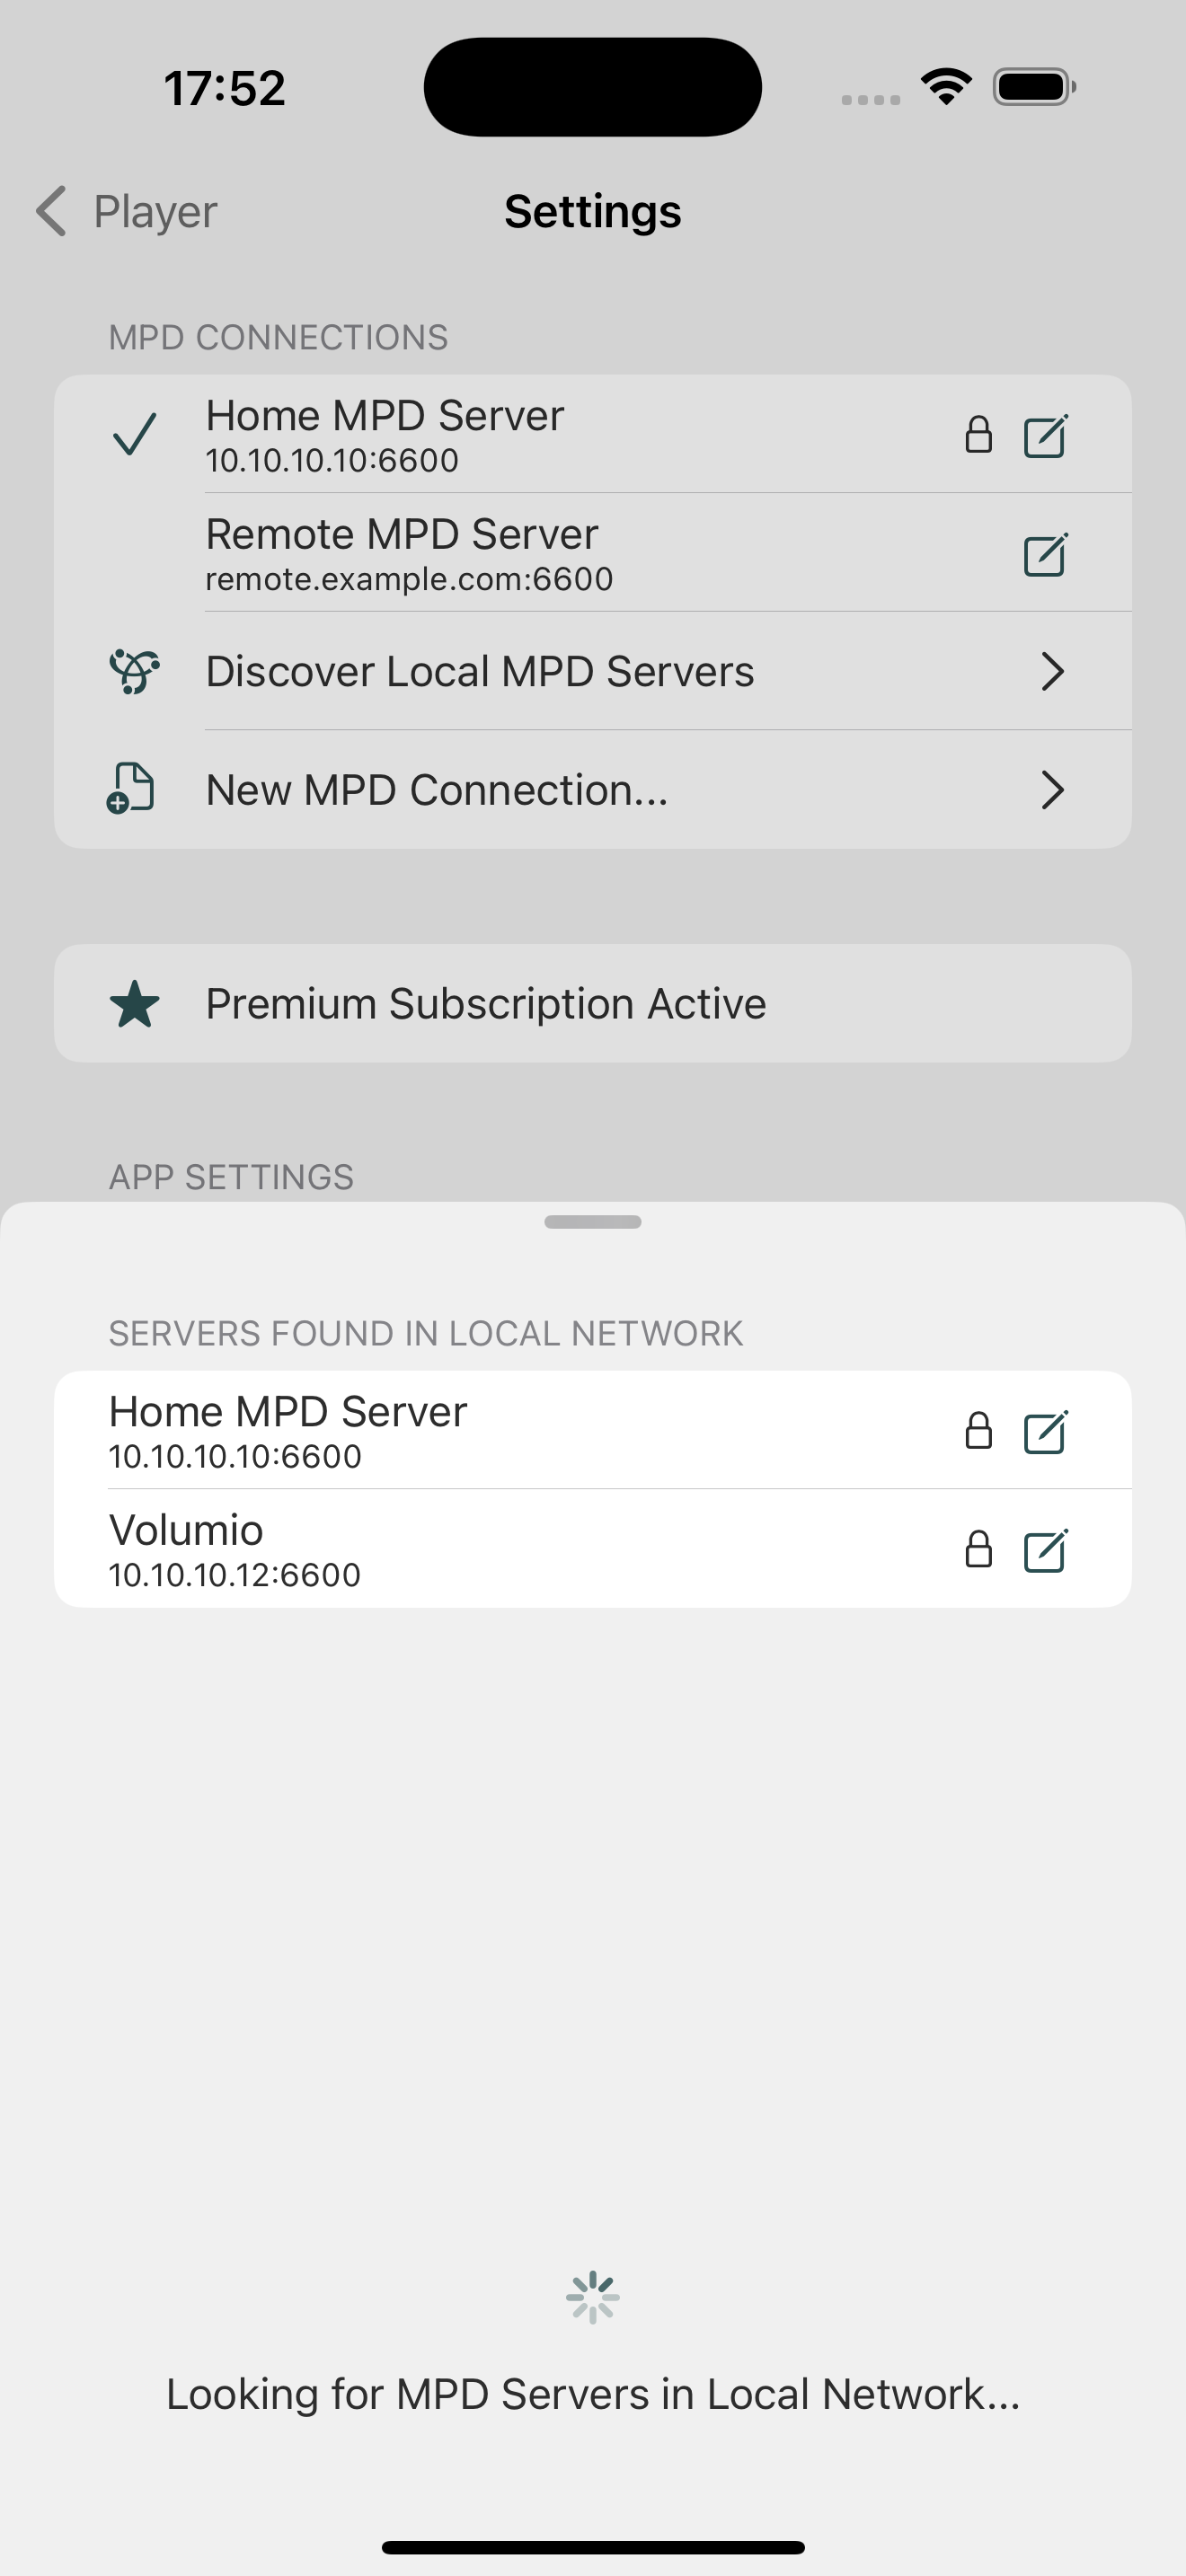 17:52
Player
Settings
MPD CONNECTIONS
Home MPD Server
10.10.10.10:6600
Remote MPD Server
remote.example.com:6600
Discover Local MPD Servers
New MPD Connection...
Premium Subscription Active
APP SETTINGS
SERVERS FOUND IN LOCAL NETWORK
Home MPD Server
10.10.10.10:6600
Volumio
10.10.10.12:6600
Looking for MPD Servers in Local Network...